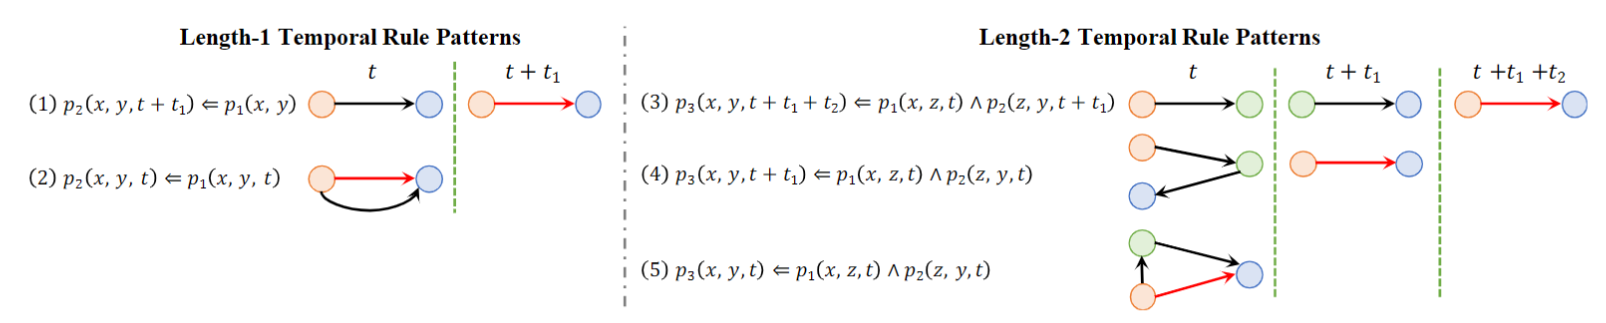 Length-1 Temporal Rule Patterns
t
t + t₁
(1) p₂(x, y, t + t₁) ⇐ p₁(x, y)
(2) p₂(x, y, t) ⇐ p₁(x, y, t)
Length-2 Temporal Rule Patterns
t
t + t₁
t +t₁ +t₂
(3) p₃(x, y, t + t₁ + t₂) ⇐ p₁(x, z, t) ∧ p₂(z, y, t + t₁)
(4) p₃(x, y, t + t₁) ⇐ p₁(x, z, t) ∧ p₂(z, y, t)
(5) p₃(x, y, t) ⇐ p₁(x, z, t) ∧ p₂(z, y, t)